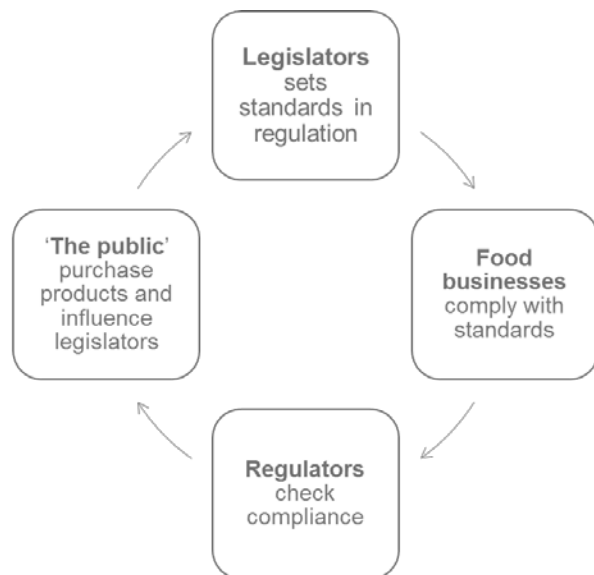 Legislators
sets
standards in
regulation
‘The public’
purchase
products and
influence
legislators
Food
businesses
comply with
standards
Regulators
check
compliance